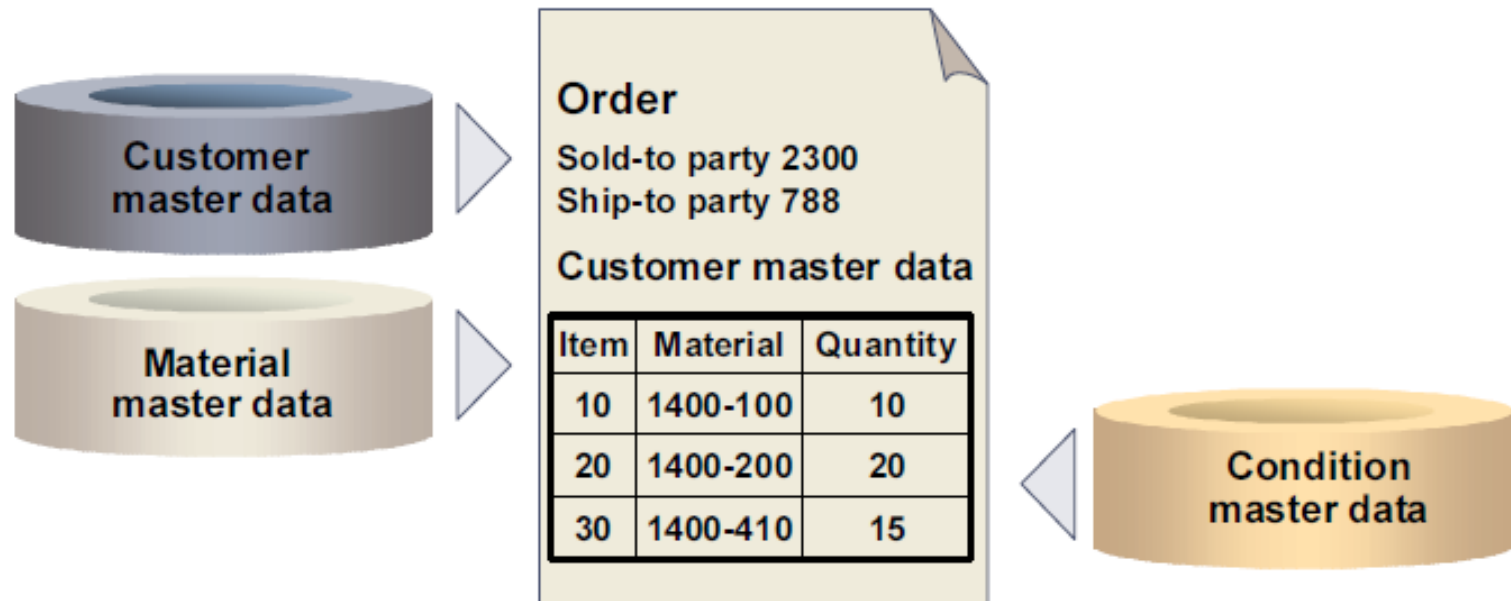 Customer
master data
Material
master data
Order
Sold-to party 2300
Ship-to party 788
Customer master data
Item Material Quantity
10 1400-100 10
20 1400-200 20
30 1400-410 15
Condition
master data